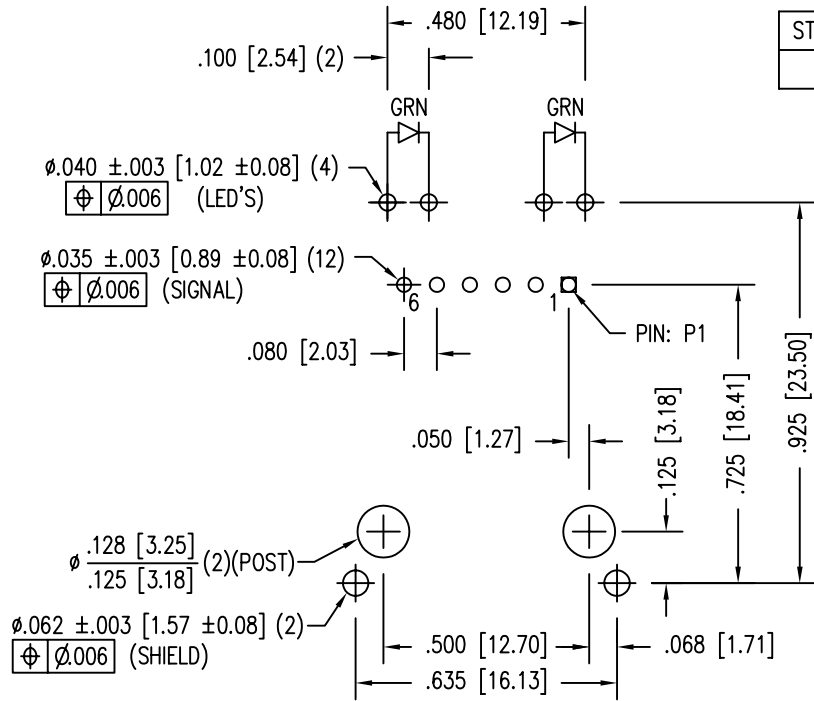 .480 [12.19]
ST
.100 [2.54] (2)
GRN
GRN
⌀.040 ±.003 [1.02 ±0.08] (4)
⌖ ⌀.006 (LED'S)
⌀.035 ±.003 [0.89 ±0.08] (12)
⌖ ⌀.006 (SIGNAL)
6
1
PIN: P1
.080 [2.03]
.050 [1.27]
.125 [3.18]
.725 [18.41]
.925 [23.50]
⌀ .128 [3.25]
.125 [3.18] (2)(POST)
⌀.062 ±.003 [1.57 ±0.08] (2)
⌖ ⌀.006 (SHIELD)
.500 [12.70]
.068 [1.71]
.635 [16.13]